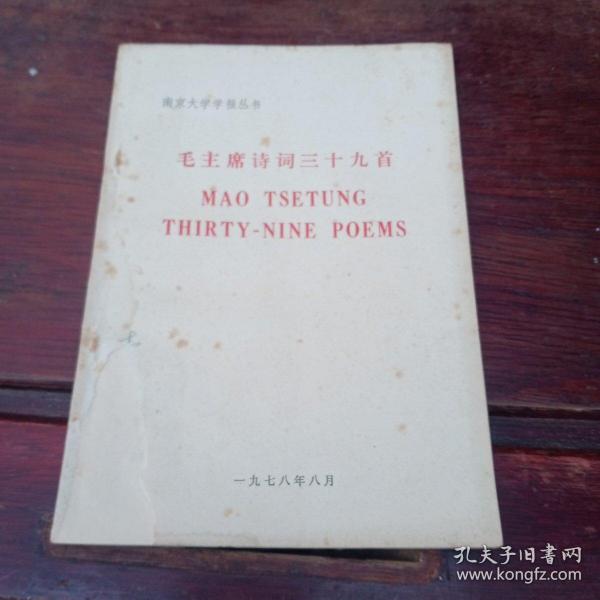 南京大学学报丛书
毛主席诗词三十九首
MAO TSETUNG
THIRTY-NINE POEMS
一九七八年八月
孔夫子旧书网
www.kongfz.com